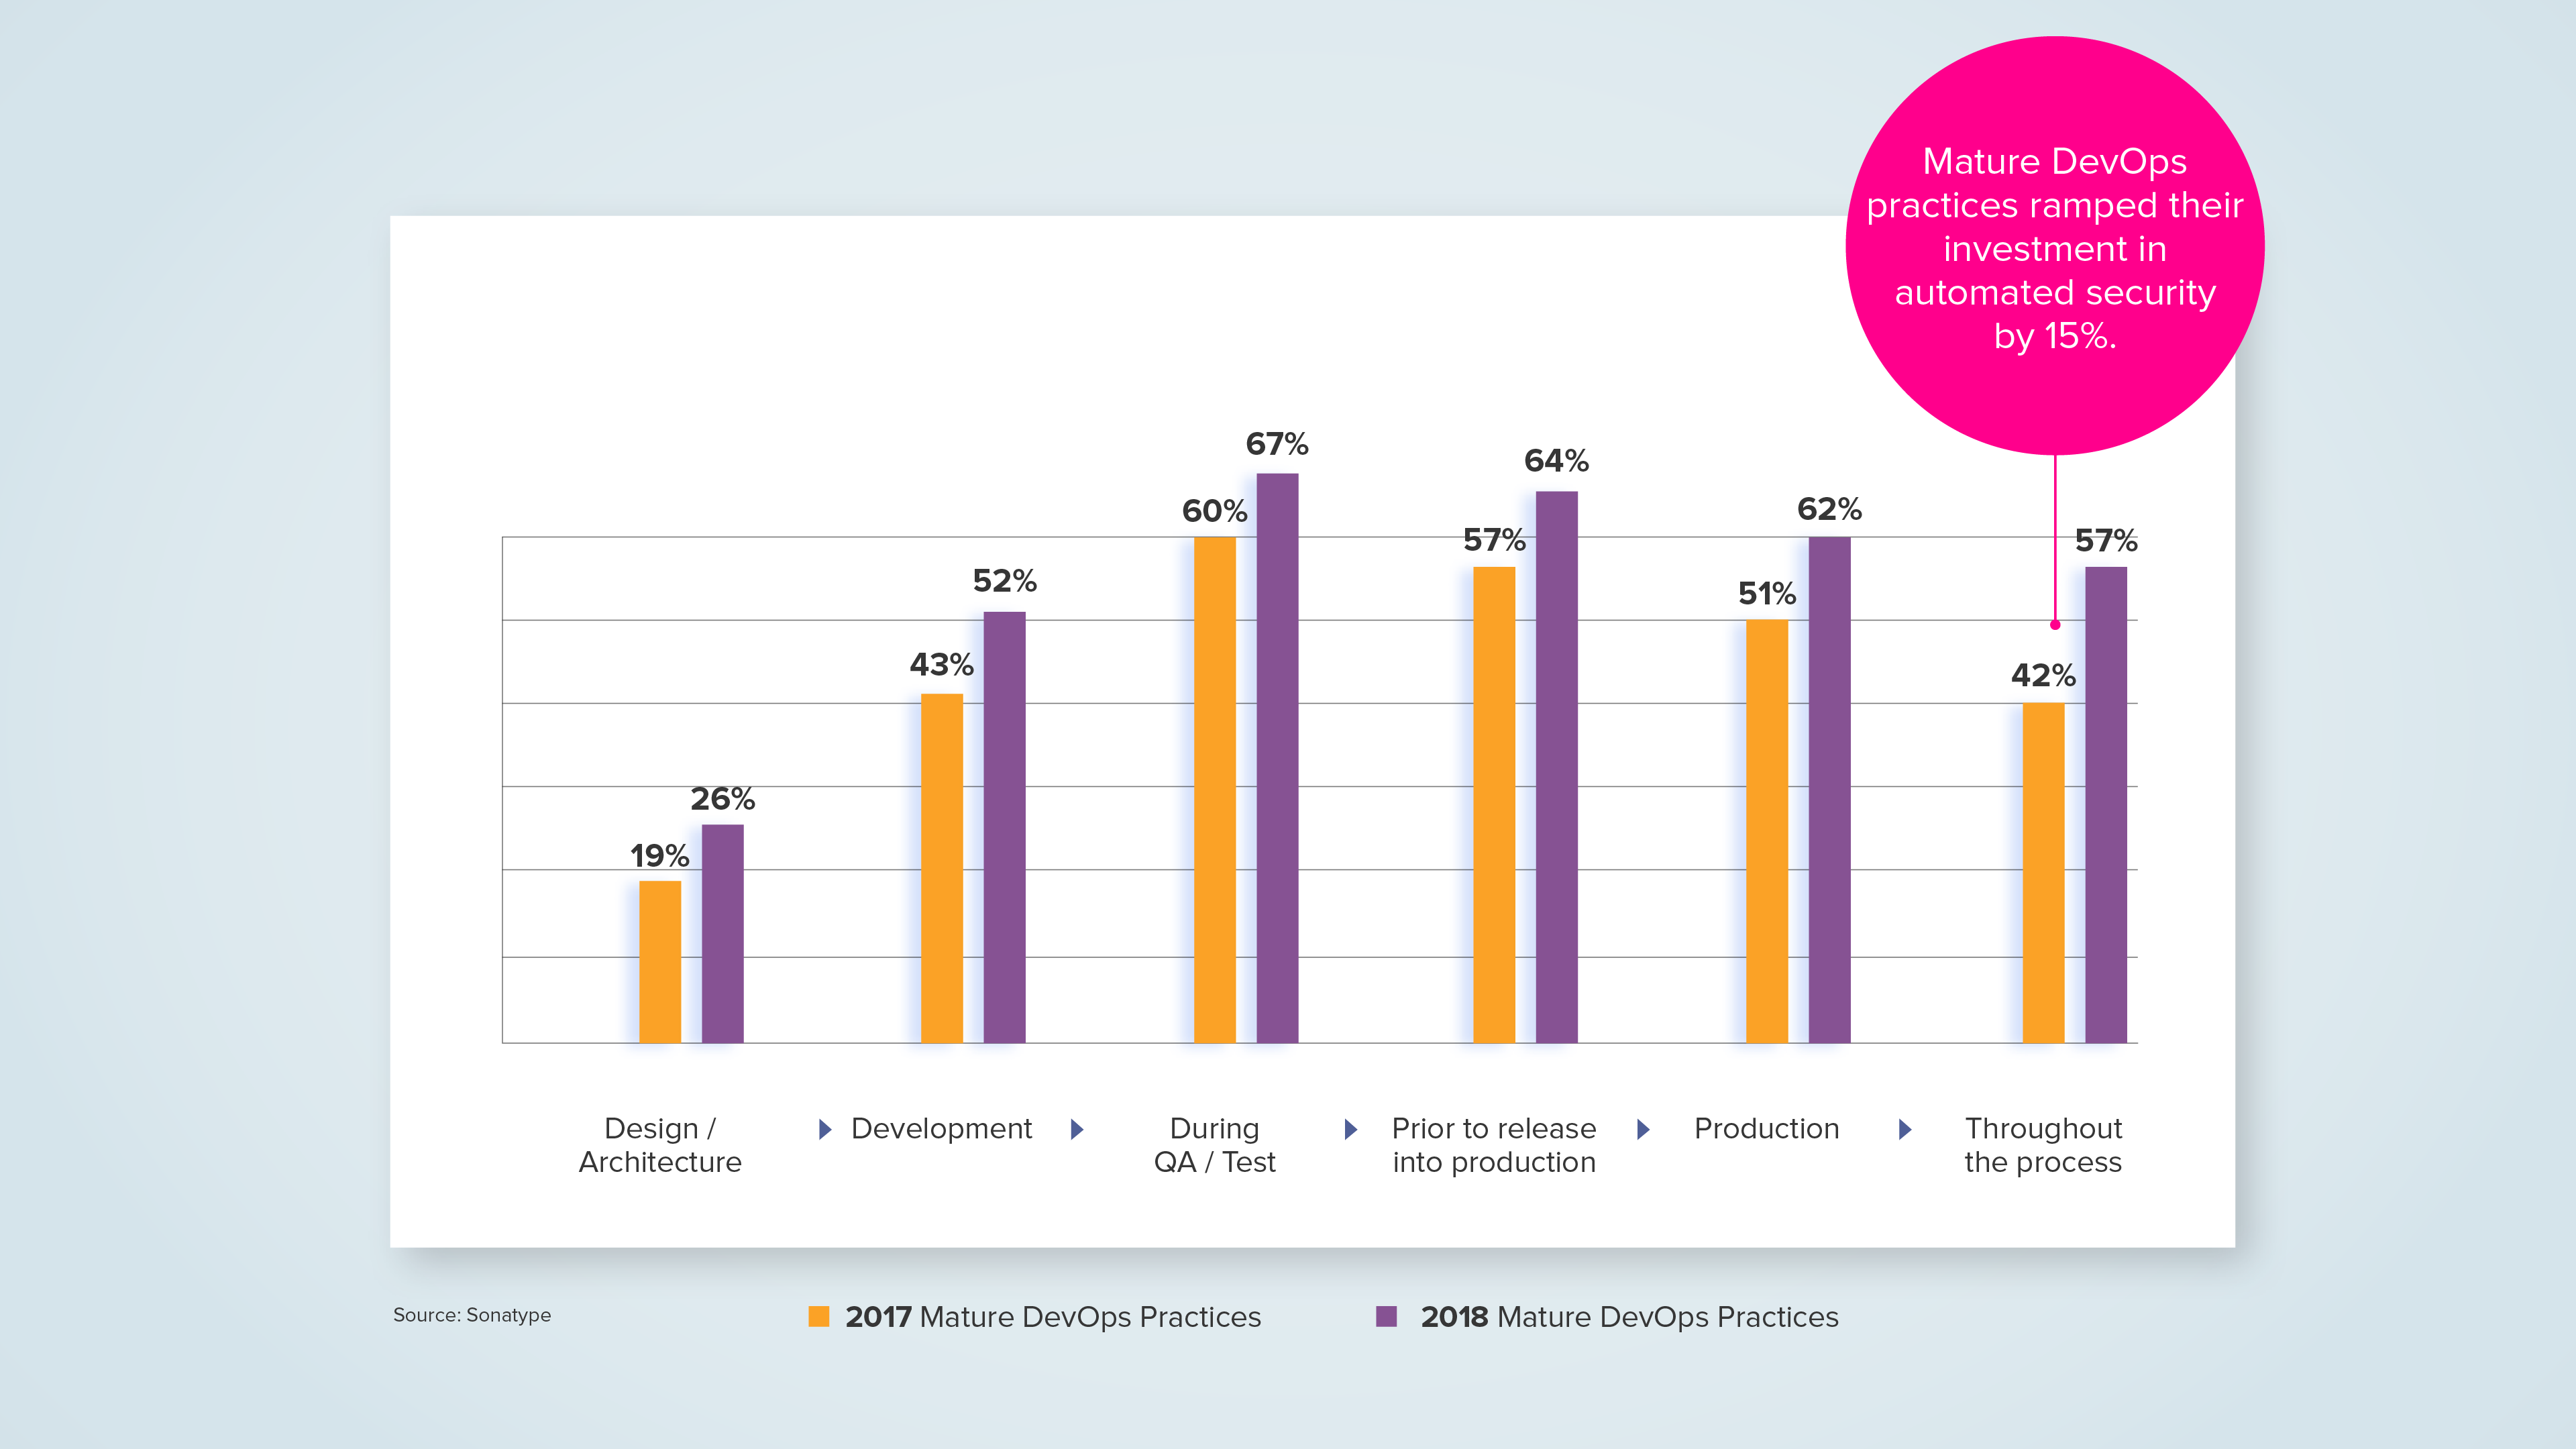 Mature DevOps
practices ramped their
investment in
automated security
by 15%.
19%
26%
43%
52%
60%
67%
57%
64%
51%
62%
42%
57%
Design /
Architecture
Development
During
QA / Test
Prior to release
into production
Production
Throughout
the process
Source: Sonatype
2017 Mature DevOps Practices
2018 Mature DevOps Practices